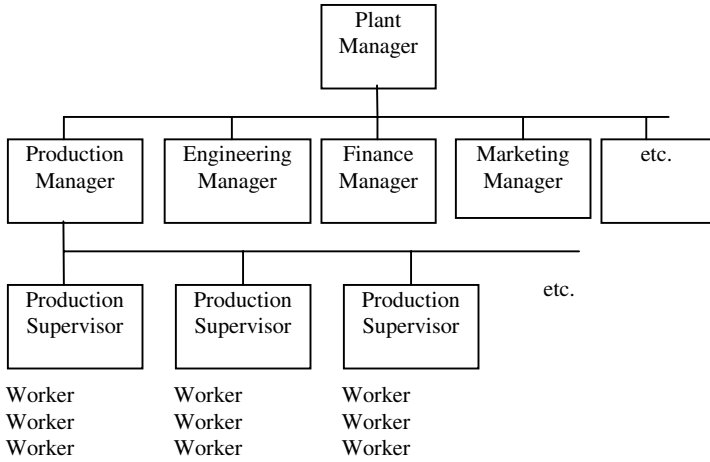 Plant
Manager
Production
Manager
Engineering
Manager
Finance
Manager
Marketing
Manager
etc.
Production
Supervisor
Production
Supervisor
Production
Supervisor
etc.
Worker
Worker
Worker
Worker
Worker
Worker
Worker
Worker
Worker